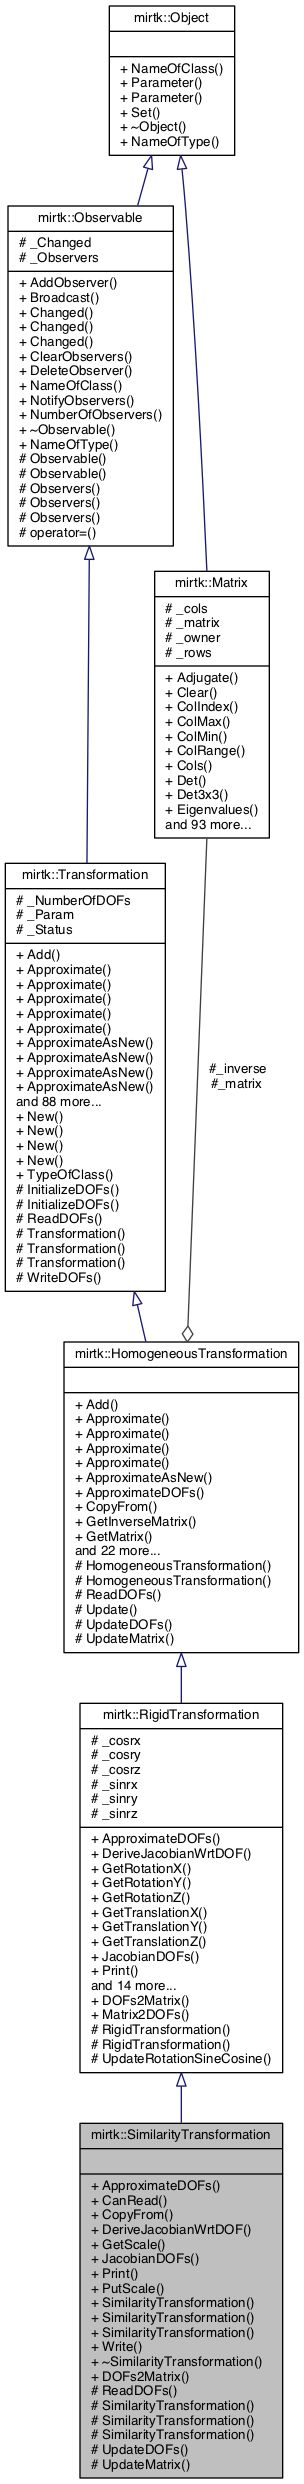 mirtk::Object
+ NameOfClass()
+ Parameter()
+ Parameter()
+ Set()
+ ~Object()
+ NameOfType()
mirtk::Observable
# _Changed
# _Observers
+ AddObserver()
+ Broadcast()
+ Changed()
+ Changed()
+ Changed()
+ ClearObservers()
+ DeleteObserver()
+ NameOfClass()
+ NotifyObservers()
+ NumberOfObservers()
+ ~Observable()
+ NameOfType()
# Observable()
# Observable()
# Observers()
# Observers()
# Observers()
# operator=()
mirtk::Matrix
# _cols
# _matrix
# _owner
# _rows
+ Adjugate()
+ Clear()
+ ColIndex()
+ ColMax()
+ ColMin()
+ ColRange()
+ Cols()
+ Det()
+ Det3x3()
+ Eigenvalues()
and 93 more...
mirtk::Transformation
# _NumberOfDOFs
# _Param
# _Status
+ Add()
+ Approximate()
+ Approximate()
+ Approximate()
+ Approximate()
+ Approximate()
+ ApproximateAsNew()
+ ApproximateAsNew()
+ ApproximateAsNew()
+ ApproximateAsNew()
and 88 more...
+ New()
+ New()
+ New()
+ New()
+ TypeOfClass()
# InitializeDOFs()
# InitializeDOFs()
# ReadDOFs()
# Transformation()
# Transformation()
# Transformation()
# WriteDOFs()
#_inverse
#_matrix
mirtk::HomogeneousTransformation
+ Add()
+ Approximate()
+ Approximate()
+ Approximate()
+ Approximate()
+ ApproximateAsNew()
+ ApproximateDOFs()
+ CopyFrom()
+ GetInverseMatrix()
+ GetMatrix()
and 22 more...
# HomogeneousTransformation()
# HomogeneousTransformation()
# ReadDOFs()
# Update()
# UpdateDOFs()
# UpdateMatrix()
mirtk::RigidTransformation
# _cosrx
# _cosry
# _cosrz
# _sinrx
# _sinry
# _sinrz
+ ApproximateDOFs()
+ DeriveJacobianWrtDOF()
+ GetRotationX()
+ GetRotationY()
+ GetRotationZ()
+ GetTranslationX()
+ GetTranslationY()
+ GetTranslationZ()
+ JacobianDOFs()
+ Print()
and 14 more...
+ DOFs2Matrix()
+ Matrix2DOFs()
# RigidTransformation()
# RigidTransformation()
# UpdateRotationSineCosine()
mirtk::SimilarityTransformation
+ ApproximateDOFs()
+ CanRead()
+ CopyFrom()
+ DeriveJacobianWrtDOF()
+ GetScale()
+ JacobianDOFs()
+ Print()
+ PutScale()
+ SimilarityTransformation()
+ SimilarityTransformation()
+ SimilarityTransformation()
+ Write()
+ ~SimilarityTransformation()
+ DOFs2Matrix()
# ReadDOFs()
# SimilarityTransformation()
# SimilarityTransformation()
# SimilarityTransformation()
# UpdateDOFs()
# UpdateMatrix()